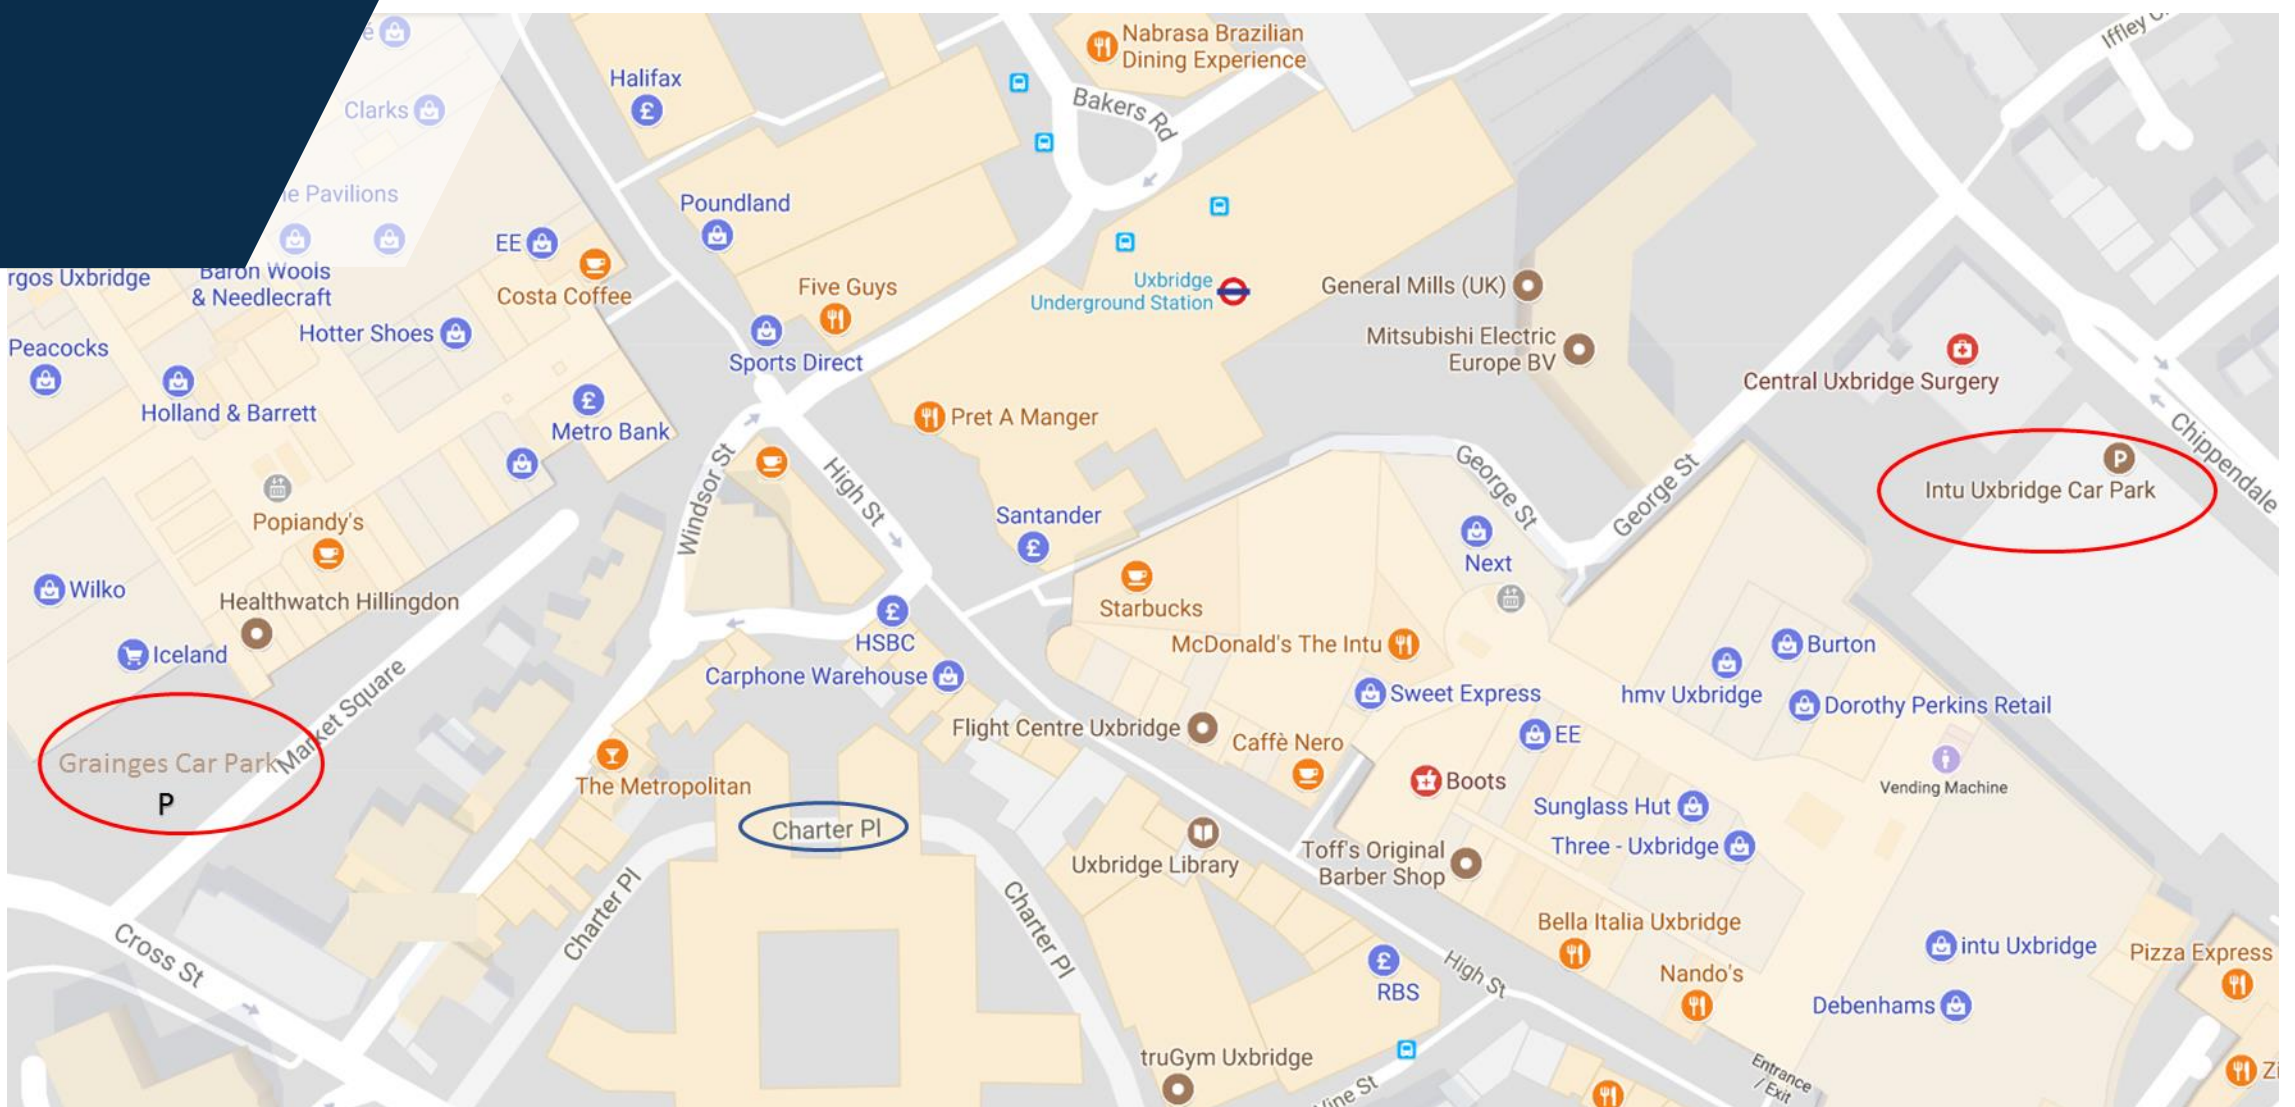 Nabrasa Brazilian
Dining Experience
Iffley
Halifax
Bakers Rd
Clarks
Pavilions
Poundland
EE
Uxbridge
Underground Station
rgos Uxbridge
Baron Wools
& Needlecraft
Costa Coffee
Five Guys
General Mills (UK)
Hotter Shoes
Peacocks
Sports Direct
Mitsubishi Electric
Europe BV
Central Uxbridge Surgery
Holland & Barrett
Metro Bank
Pret A Manger
Chippendale
Windsor St
High St
George St
George St
P
Intu Uxbridge Car Park
Popiandy's
Santander
Next
Wilko
Healthwatch Hillingdon
Starbucks
Iceland
HSBC
McDonald's The Intu
Burton
Carphone Warehouse
Sweet Express
hmv Uxbridge
Dorothy Perkins Retail
Market Square
Flight Centre Uxbridge
Caffè Nero
EE
Grainges Car Park
P
The Metropolitan
Boots
Vending Machine
Sunglass Hut
Charter Pl
Three - Uxbridge
Uxbridge Library
Toff's Original
Barber Shop
Charter Pl
Charter Pl
Bella Italia Uxbridge
Cross St
High St
intu Uxbridge
Pizza Express
RBS
Nando's
Debenhams
truGym Uxbridge
Vine St
Entrance
/ Exit
Zi